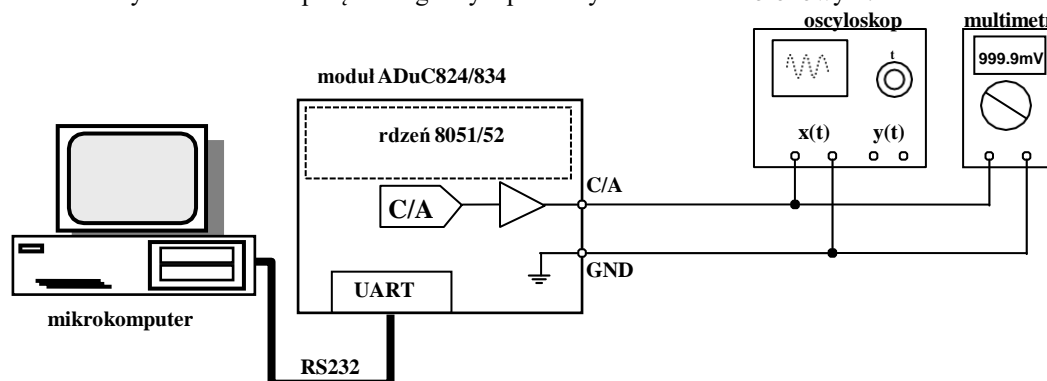 oscyloskop
multimetr
t
999.9mV
x(t)
y(t)
moduł ADuC824/834
rdzeń 8051/52
C/A
C/A
GND
UART
mikrokomputer
RS232